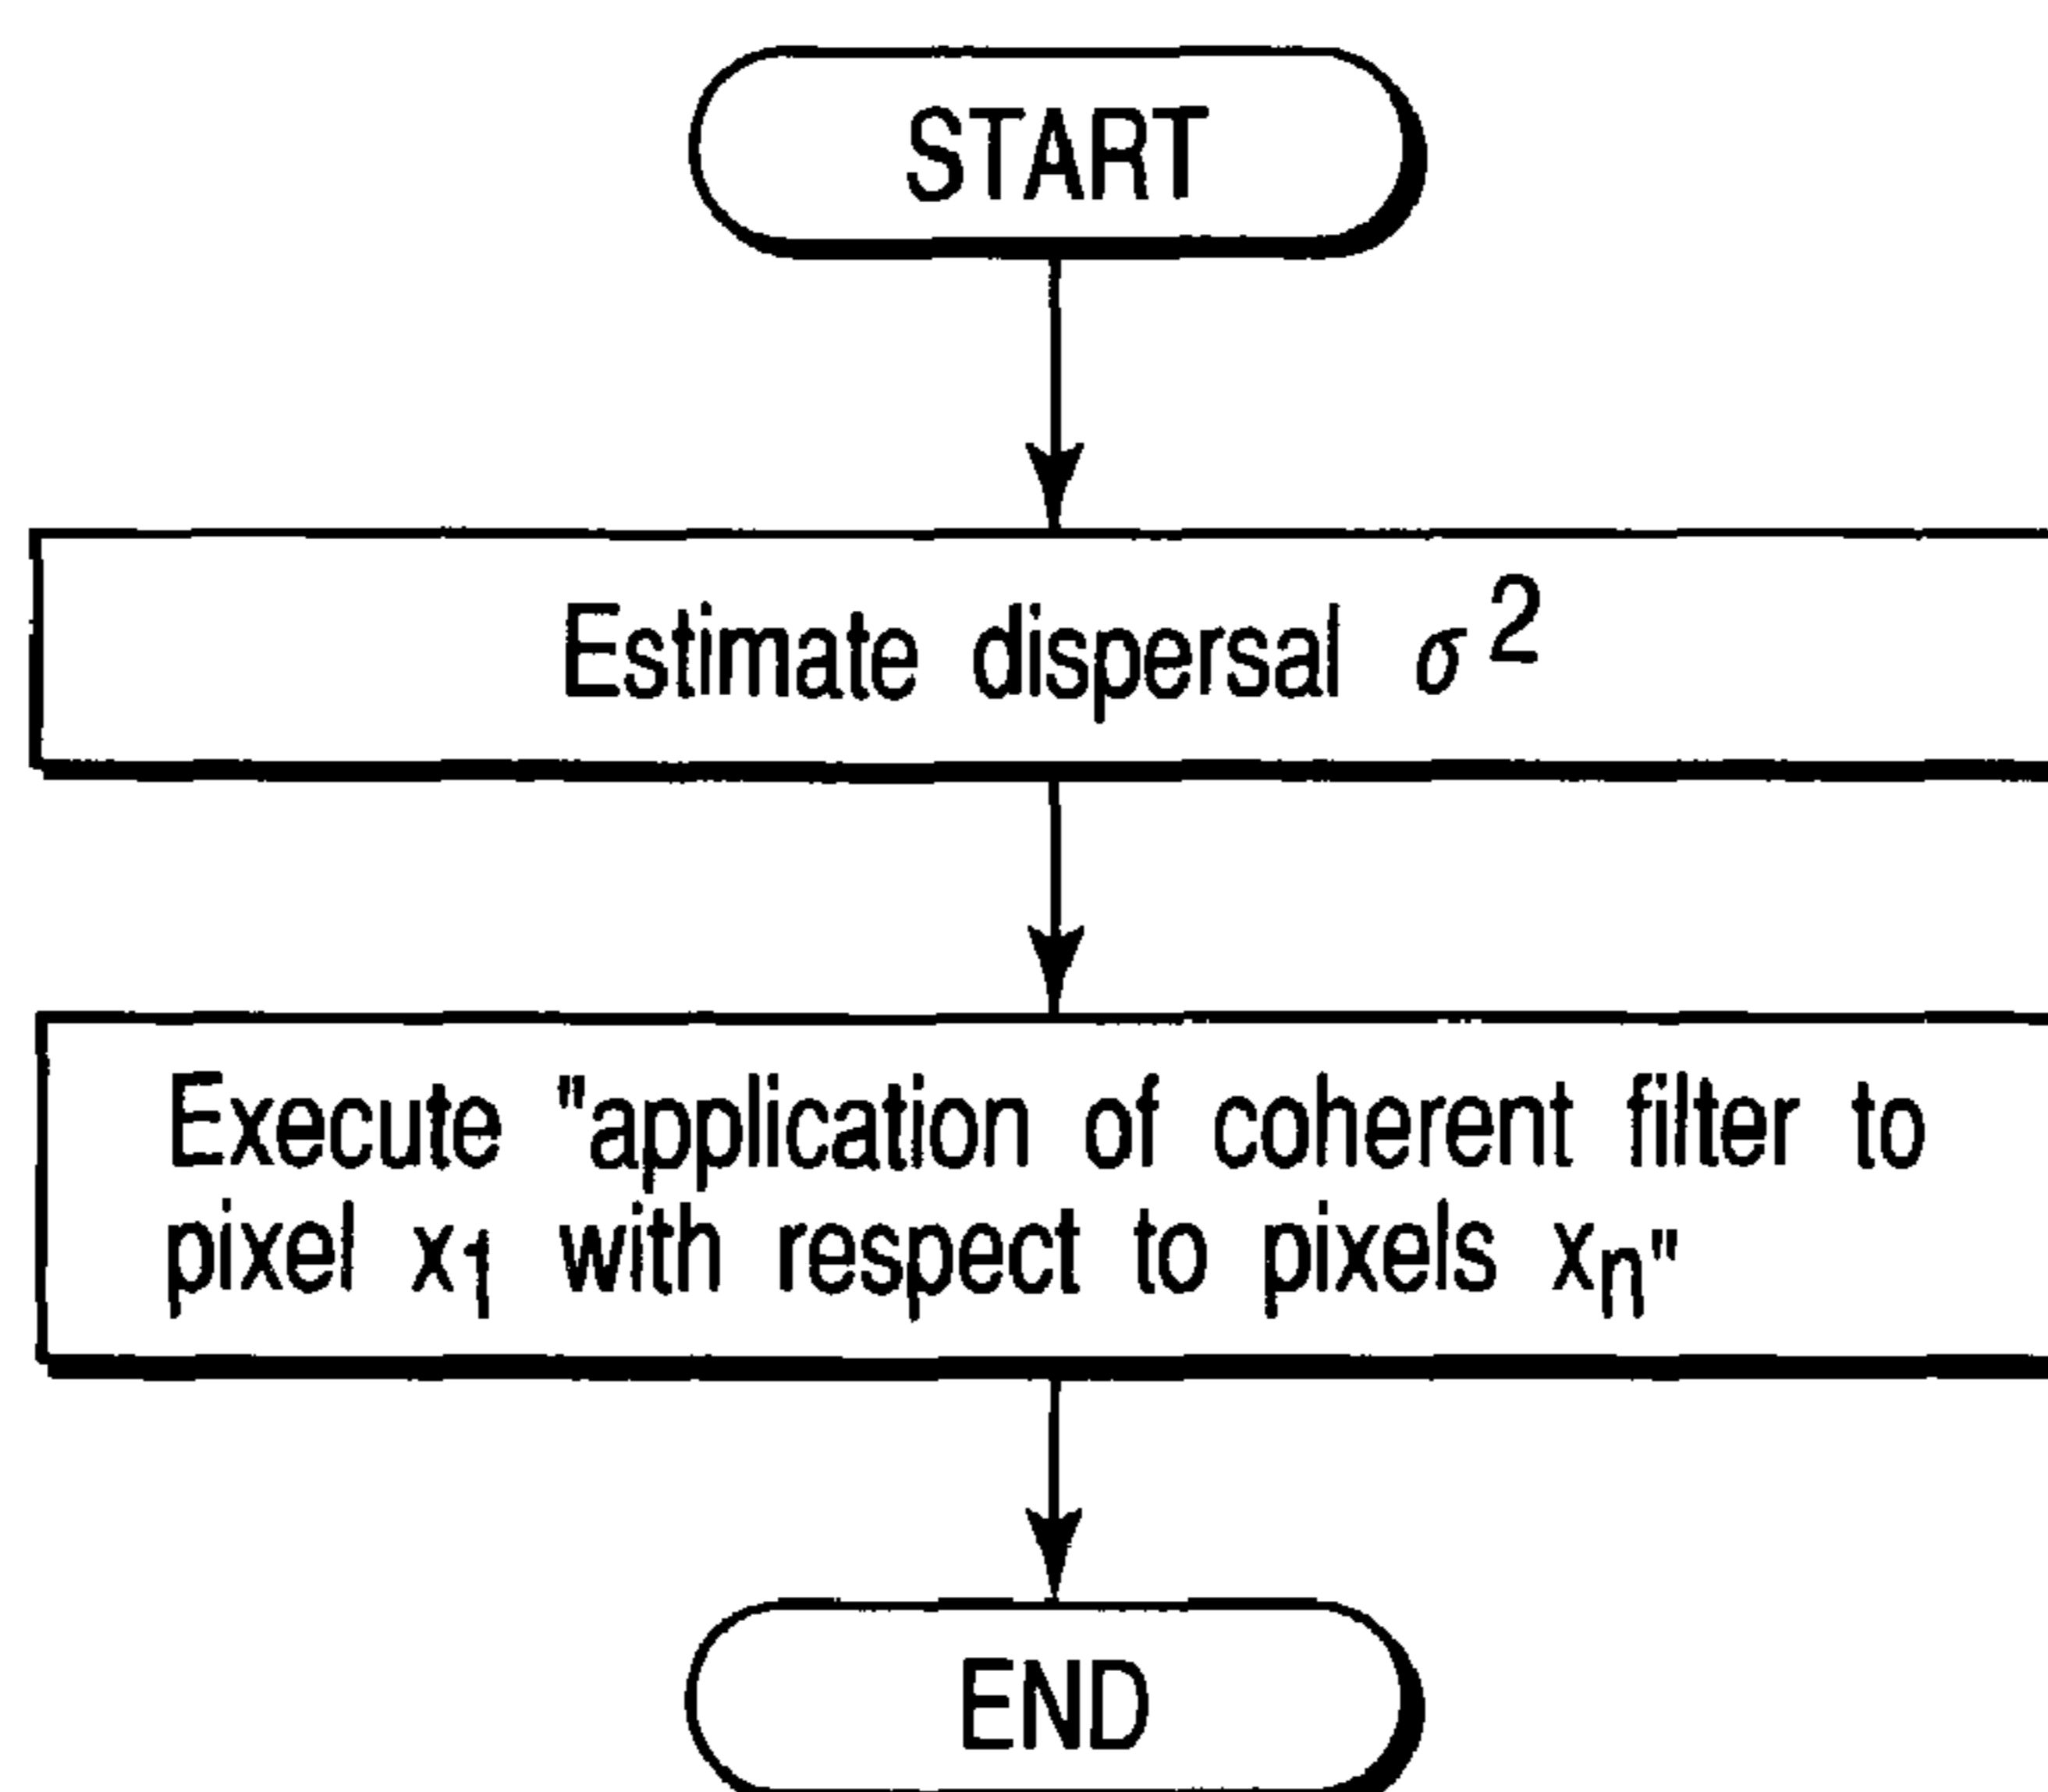 START
Estimate dispersal σ²
Execute "application of coherent filter to
pixel x₁ with respect to pixels xₙ"
END